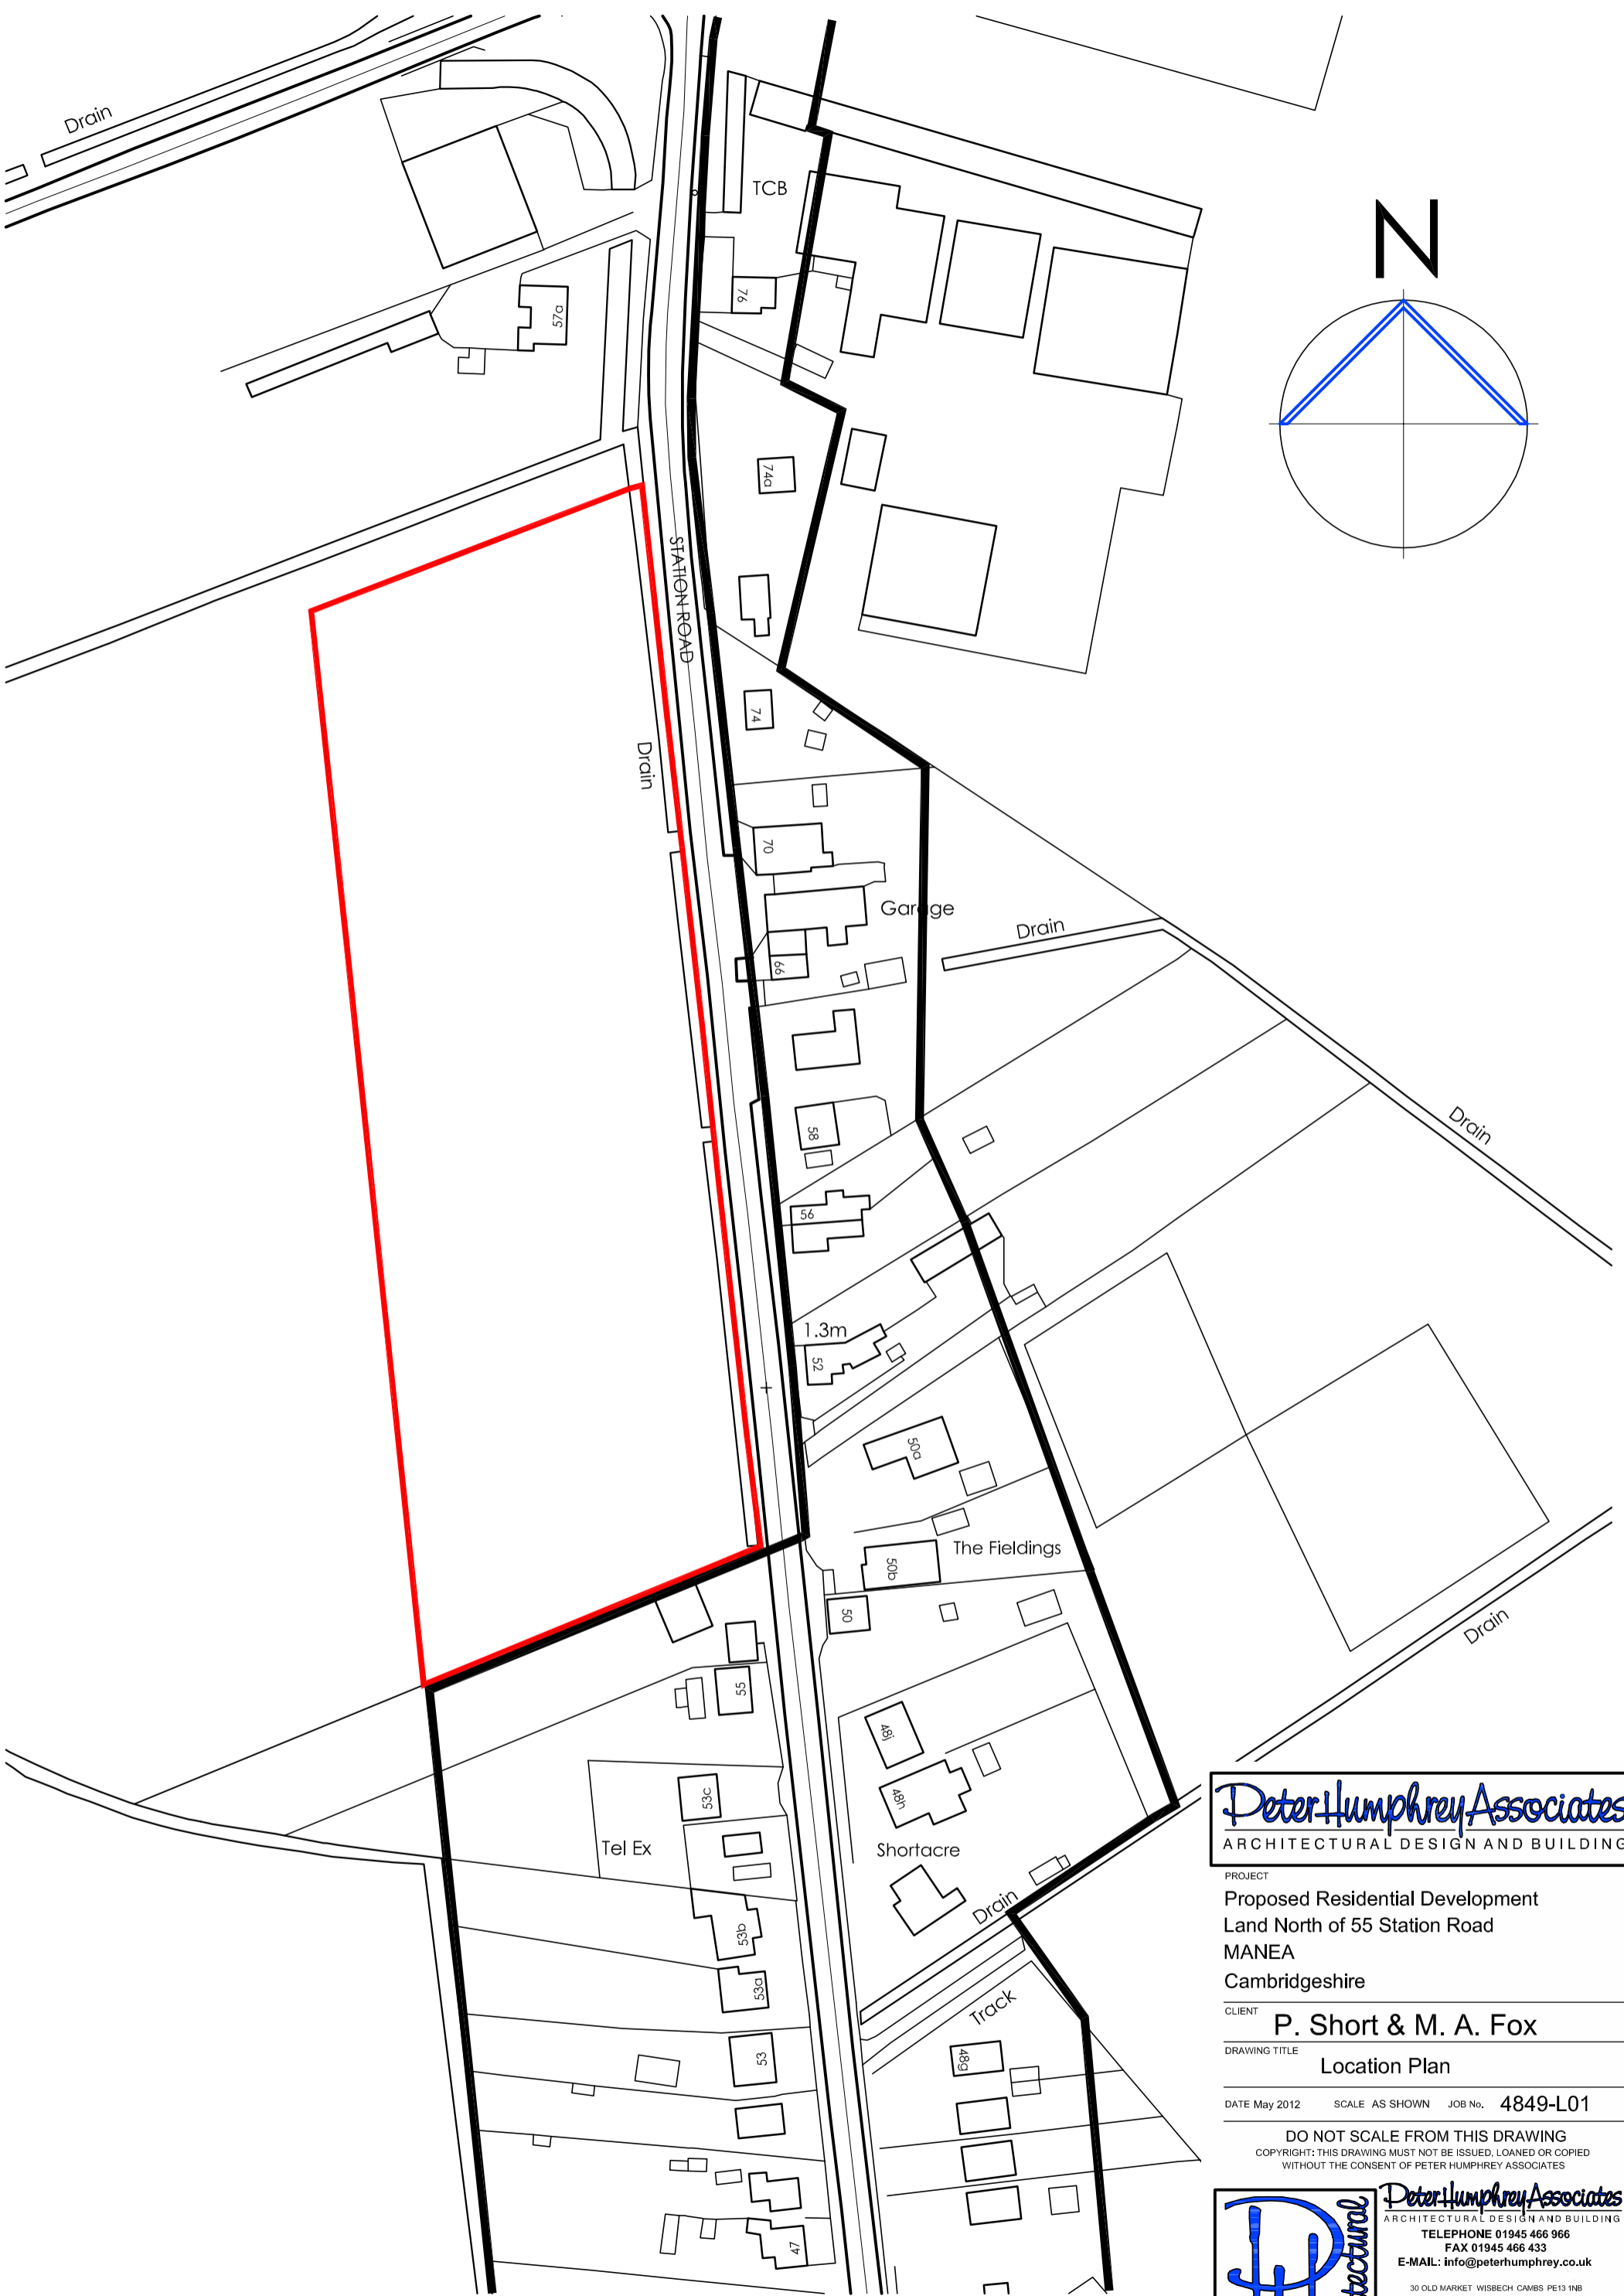 Drain
TCB
N
76
57a
74a
STATION ROAD
74
Drain
70
Garage
Drain
66
58
Drain
56
1.3m
52
50a
The Fieldings
50b
50
Drain
55
48j
53c
48h
Tel Ex
Shortacre
Drain
53b
53a
Track
53
48g
47
Peter Humphrey Associates
ARCHITECTURAL DESIGN AND BUILDING
PROJECT
Proposed Residential Development
Land North of 55 Station Road
MANEA
Cambridgeshire
CLIENT P. Short & M. A. Fox
DRAWING TITLE
Location Plan
DATE May 2012 SCALE AS SHOWN JOB No. 4849-L01
DO NOT SCALE FROM THIS DRAWING
COPYRIGHT: THIS DRAWING MUST NOT BE ISSUED, LOANED OR COPIED
WITHOUT THE CONSENT OF PETER HUMPHREY ASSOCIATES
Peter Humphrey Associates
ARCHITECTURAL DESIGN AND BUILDING
TELEPHONE 01945 466 966
FAX 01945 466 433
E-MAIL: info@peterhumphrey.co.uk
30 OLD MARKET WISBECH CAMBS PE13 1NB